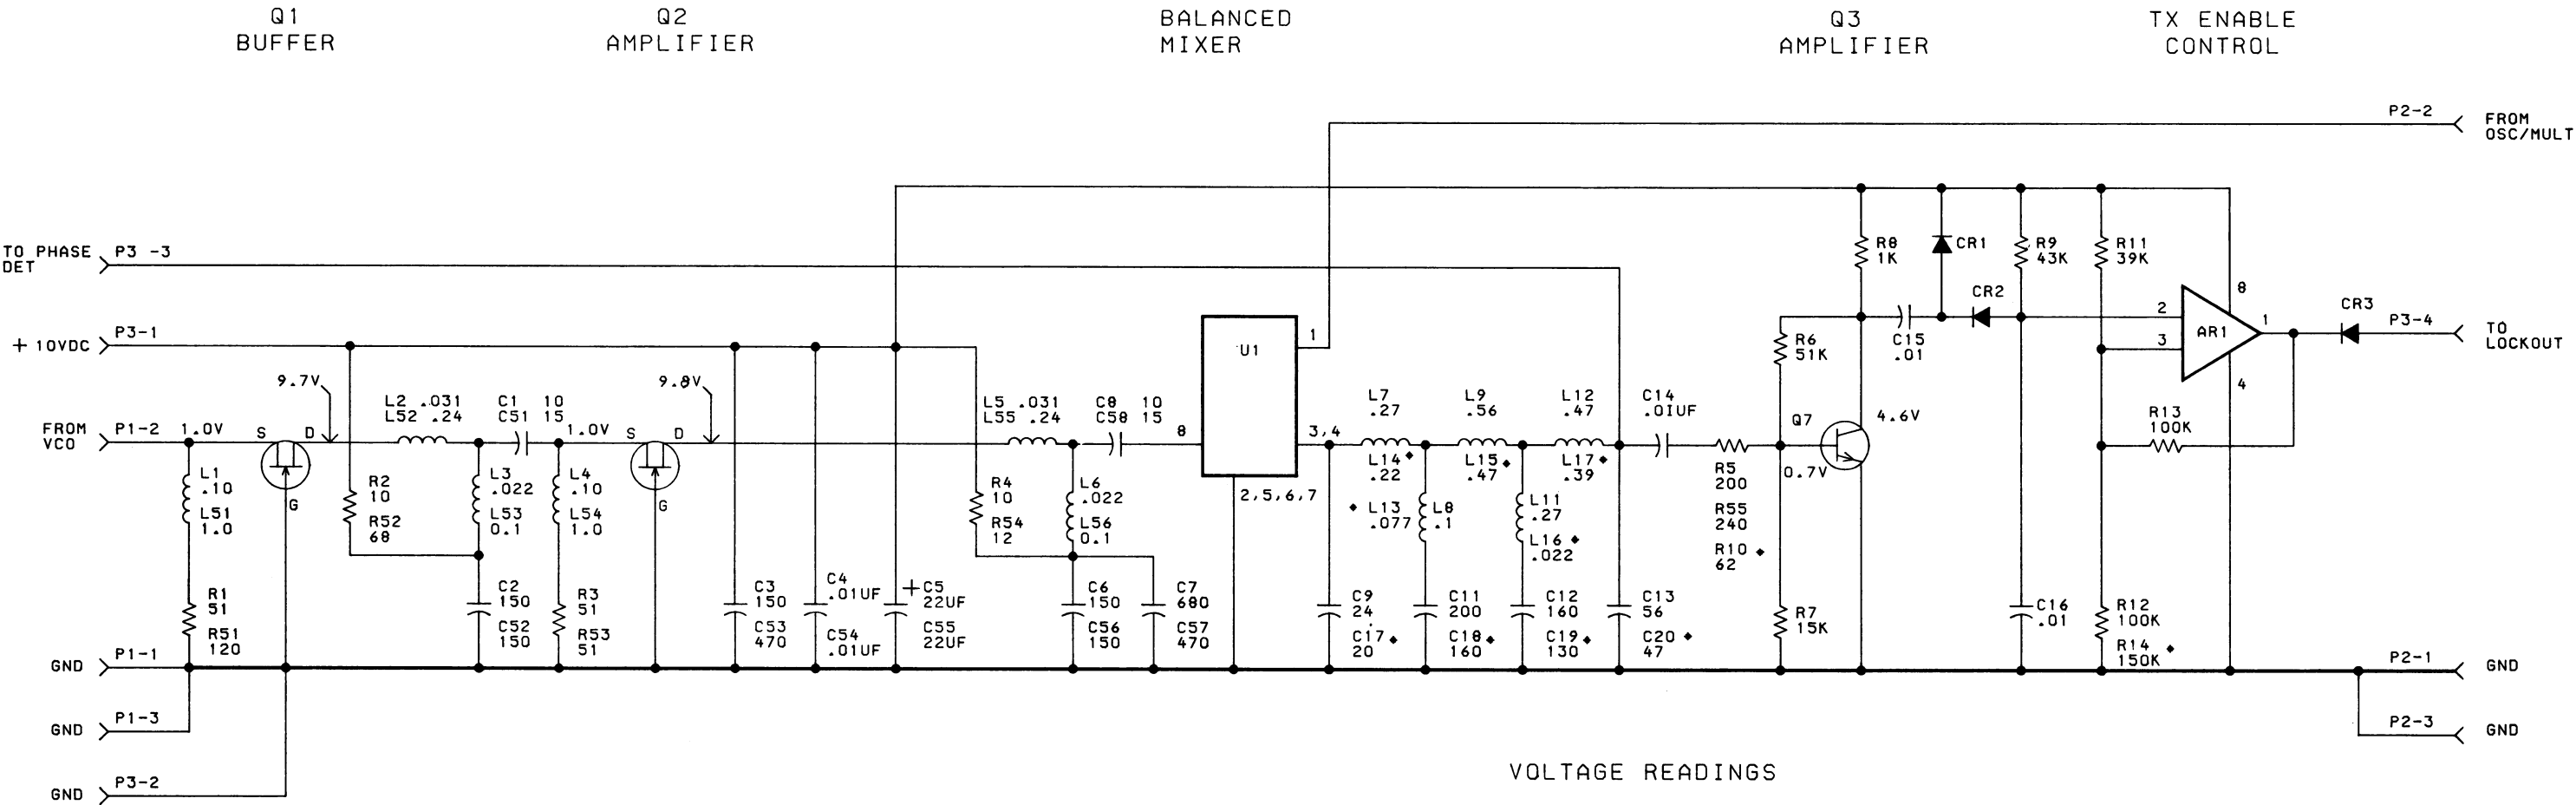 Q1
BUFFER
Q2
AMPLIFIER
BALANCED
MIXER
Q3
AMPLIFIER
TX ENABLE
CONTROL
P2-2
FROM
OSC/MULT
TO PHASE
DET
P3 -3
+ 10VDC
P3-1
FROM
VCO
P1-2
1.0V
S
D
G
9.7V
L1
.10
L51
1.0
R1
51
R51
120
R2
10
R52
68
L2 .031
L52 .24
C1 10
C51 15
L3
.022
L53
0.1
C2
150
C52
150
1.0V
L4
.10
L54
1.0
R3
51
R53
51
S
D
G
9.8V
C3
150
C53
470
C4
.01UF
C54
.01UF
+
C5
22UF
C55
22UF
R4
10
R54
12
L5 .031
L55 .24
C8 10
C58 15
L6
.022
L56
0.1
C6
150
C56
150
C7
680
C57
470
8
U1
1
3,4
2,5,6,7
L7
.27
L14◆
.22
L9
.56
L15◆
.47
L12
.47
L17◆
.39
◆ L13
.077
L8
.1
L11
.27
L16◆
.022
C9
24
C17◆
20
C11
200
C18◆
160
C12
160
C19◆
130
C13
56
C20◆
47
C14
.01UF
R5
200
R55
240
R10◆
62
R6
51K
R7
15K
Q7
0.7V
4.6V
R8
1K
C15
.01
CR1
CR2
R9
43K
C16
.01
R11
39K
R12
100K
R14◆
150K
R13
100K
2
3
AR1
8
4
1
CR3
P3-4
TO
LOCKOUT
GND P1-1
GND P1-3
GND P3-2
P2-1 GND
P2-3 GND
VOLTAGE READINGS